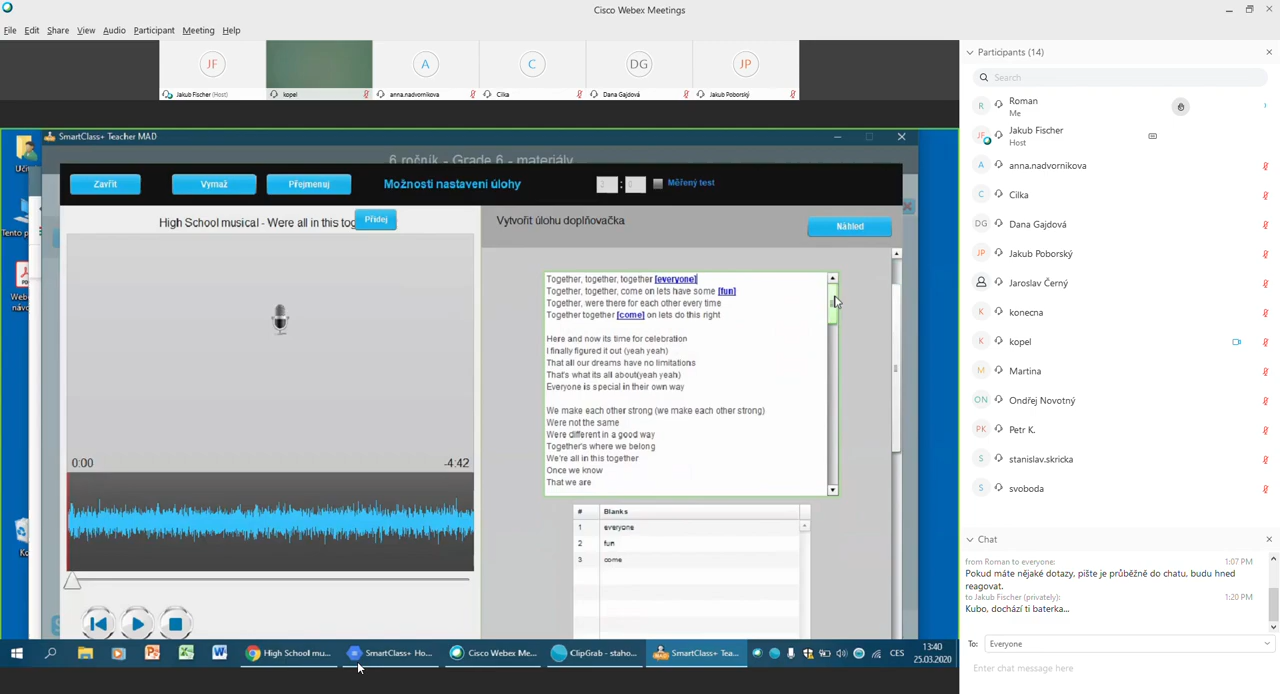 Cisco Webex Meetings
File Edit Share View Audio Participant Meeting Help
JF
A
C
DG
JP
Jakub Fischer (Host)
kopel
anna.nadvornikova
Cilka
Dana Gajdová
Jakub Poborský
SmartClass+ Teacher MAD
6 ročník - Grade 6 - materiály
Zavřít
Vymaž
Přejmenuj
Možnosti nastavení úlohy
:
Měřený test
High School musical - Were all in this tog
Přidej
Vytvořit úlohu doplňovačka
Náhled
Together, together, together [everyone]
Together, together, come on lets have some [fun]
Together, were there for each other every time
Together together [come] on lets do this right
Here and now its time for celebration
I finally figured it out (yeah yeah)
That all our dreams have no limitations
That's what its all about(yeah yeah)
Everyone is special in their own way
We make each other strong (we make each other strong)
Were not the same
Were different in a good way
Together's where we belong
We're all in this together
Once we know
That we are
0:00
-4:42
# Blanks
1 everyone
2 fun
3 come
Tento p
High School mu...
SmartClass+ Ho...
Cisco Webex Me...
ClipGrab - staho...
SmartClass+ Tea...
CES
13:40
25.03.2020
Participants (14)
Search
R Roman
Me
JF Jakub Fischer
Host
A anna.nadvornikova
C Cilka
DG Dana Gajdová
JP Jakub Poborský
Jaroslav Černý
K konecna
K kopel
M Martina
ON Ondřej Novotný
PK Petr K.
S stanislav.skricka
S svoboda
Chat
from Roman to everyone: 1:07 PM
Pokud máte nějaké dotazy, pište je průběžně do chatu, budu hned
reagovat.
to Jakub Fischer (privately): 1:20 PM
Kubo, dochází ti baterka...
To: Everyone
Enter chat message here